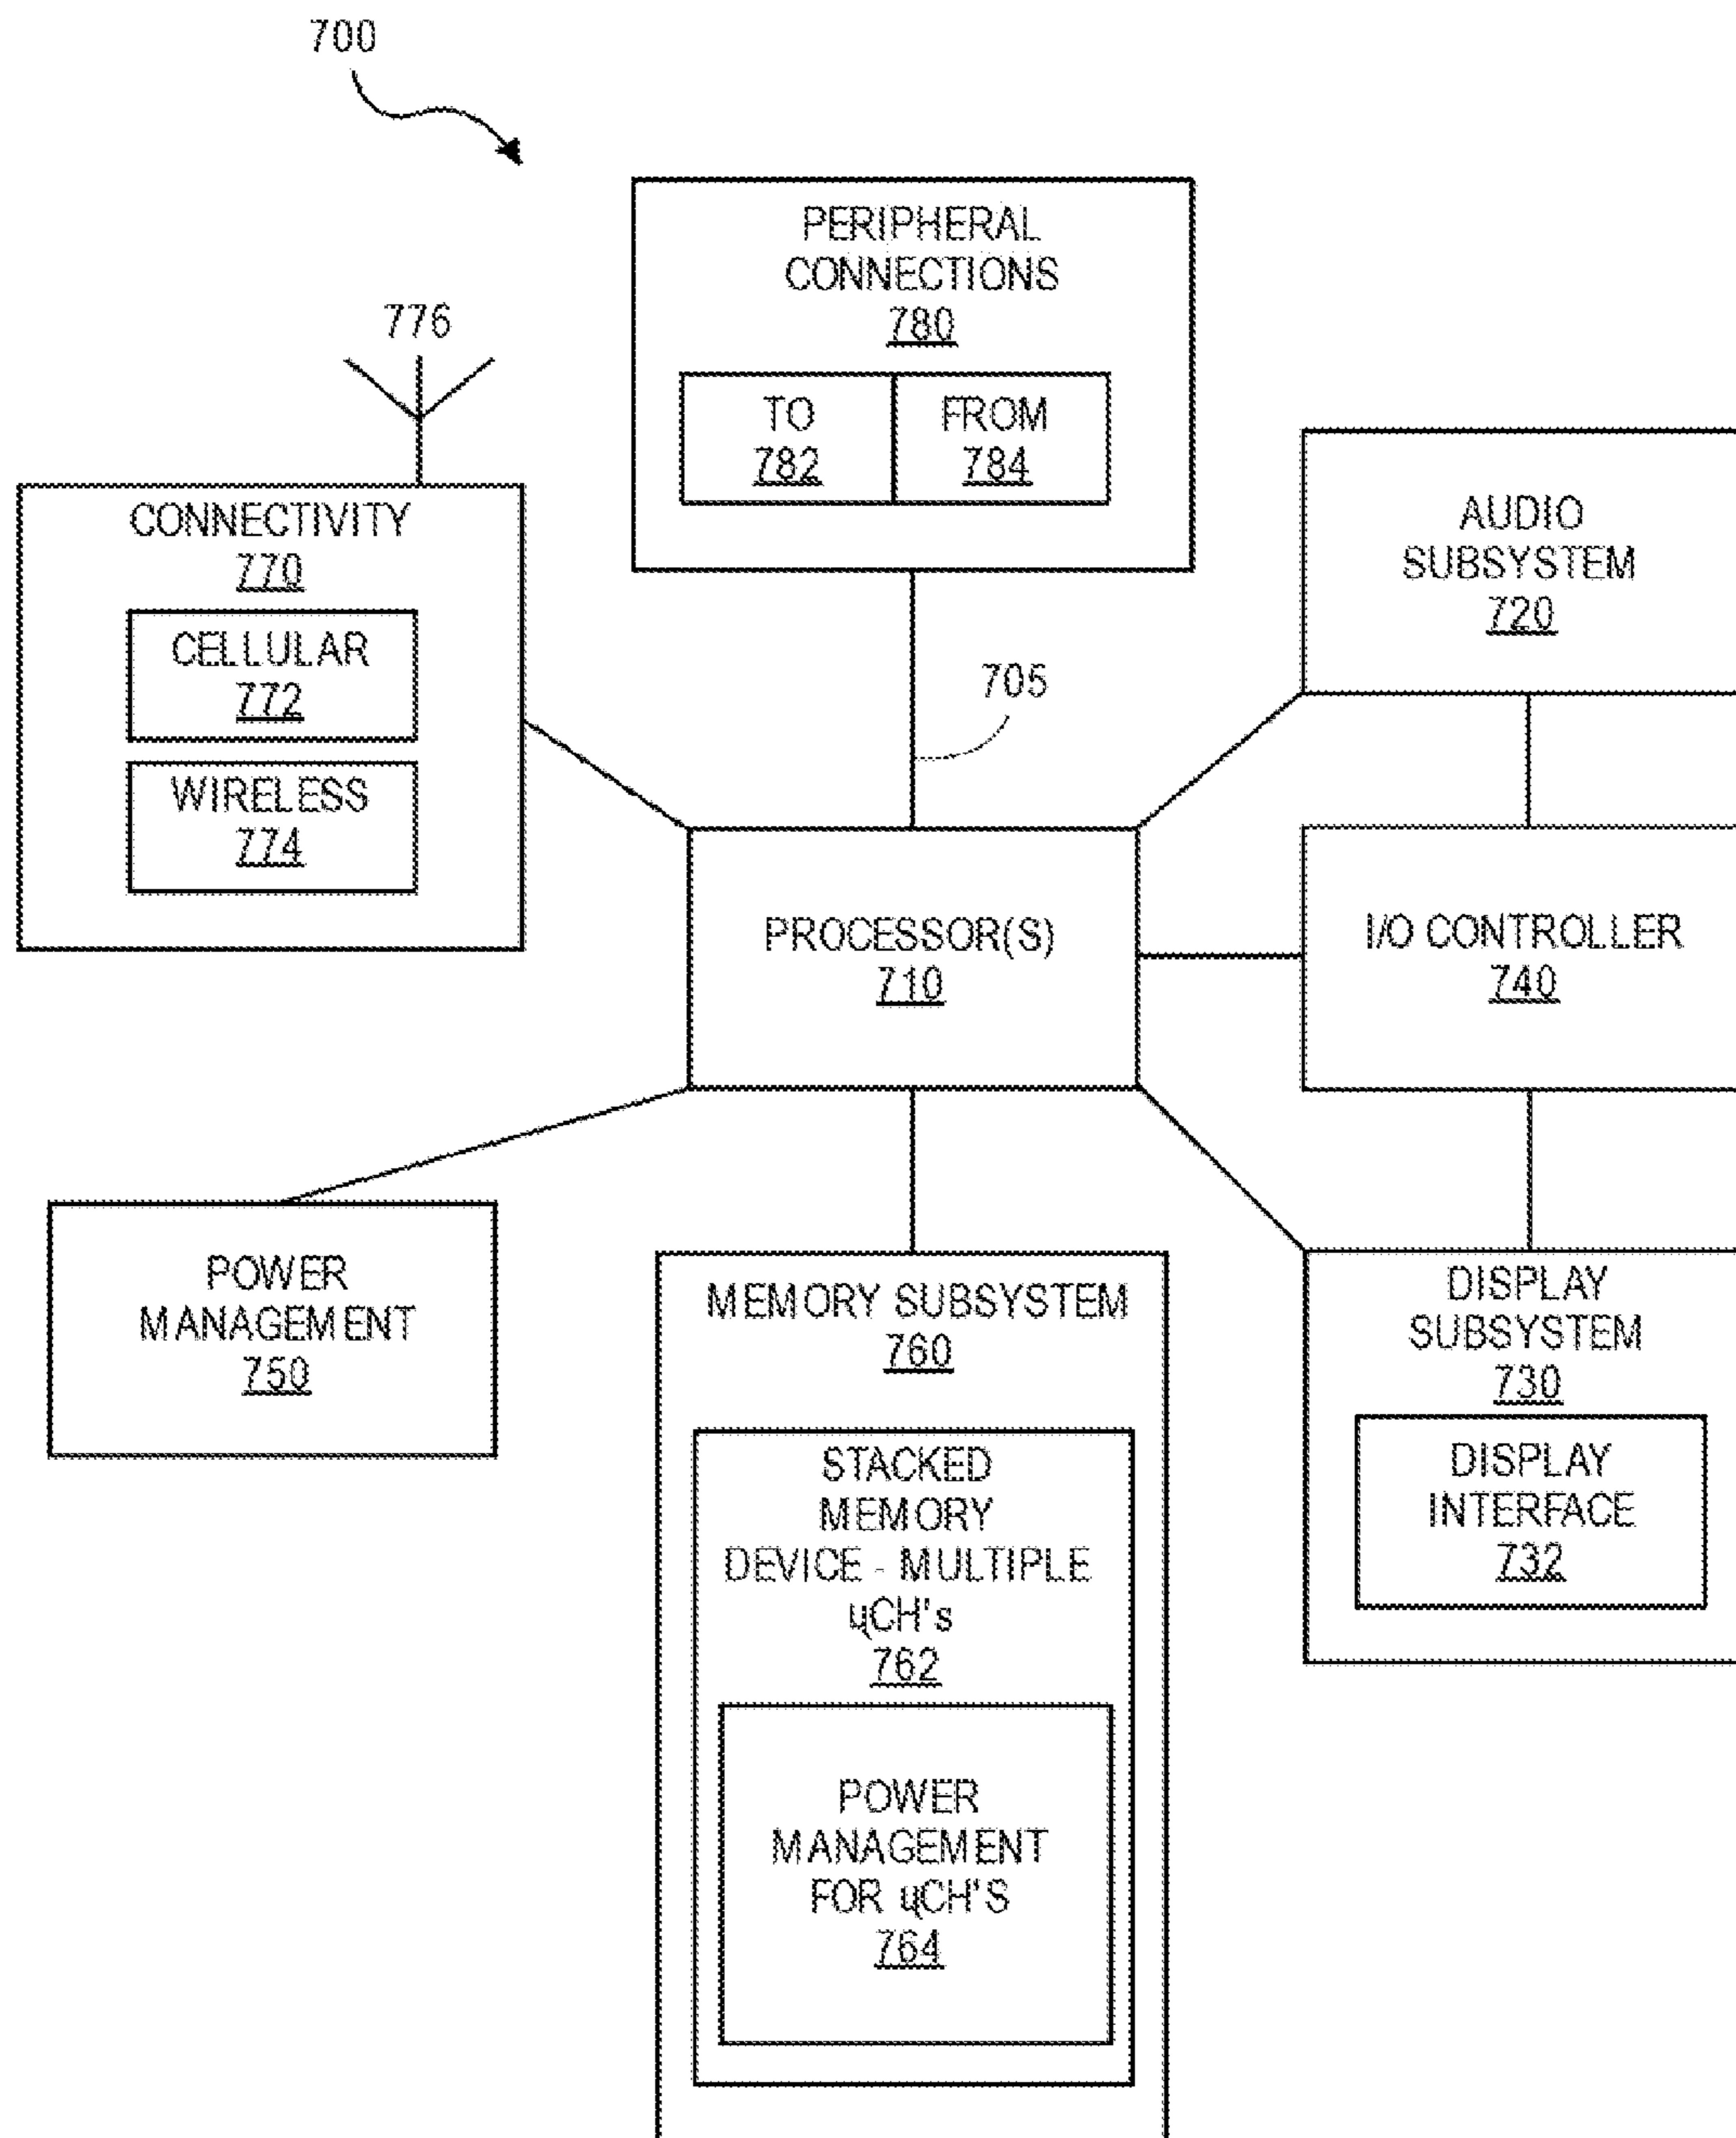 700
PERIPHERAL
CONNECTIONS
780
TO
782
FROM
784
776
CONNECTIVITY
770
CELLULAR
772
WIRELESS
774
AUDIO
SUBSYSTEM
720
705
PROCESSOR(S)
710
I/O CONTROLLER
740
POWER
MANAGEMENT
750
MEMORY SUBSYSTEM
760
STACKED
MEMORY
DEVICE - MULTIPLE
ɥCH's
762
POWER
MANAGEMENT
FOR ɥCH'S
764
DISPLAY
SUBSYSTEM
730
DISPLAY
INTERFACE
732